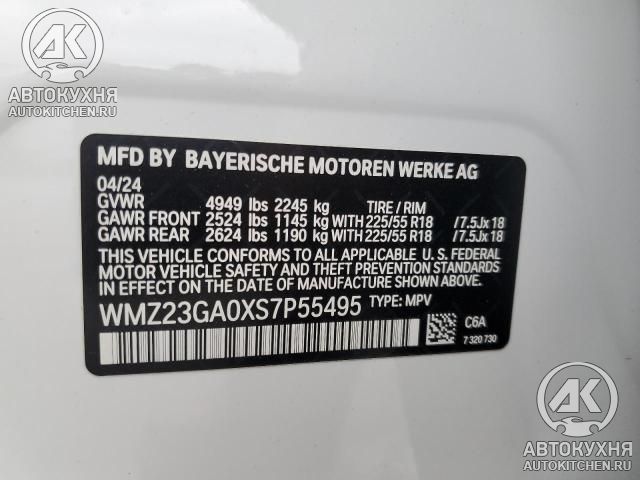 АК
АВТОКУХНЯ
AUTOKITCHEN.RU
MFD BY BAYERISCHE MOTOREN WERKE AG
04/24
GVWR 4949 lbs 2245 kg TIRE / RIM
GAWR FRONT 2524 lbs 1145 kg WITH 225/55 R18 /7.5Jx18
GAWR REAR 2624 lbs 1190 kg WITH 225/55 R18 /7.5Jx18
THIS VEHICLE CONFORMS TO ALL APPLICABLE U. S. FEDERAL
MOTOR VEHICLE SAFETY AND THEFT PREVENTION STANDARDS
IN EFFECT ON THE DATE OF MANUFACTURE SHOWN ABOVE.
WMZ23GA0XS7P55495 TYPE: MPV
C6A
7 320 730
АК
АВТОКУХНЯ
AUTOKITCHEN.RU